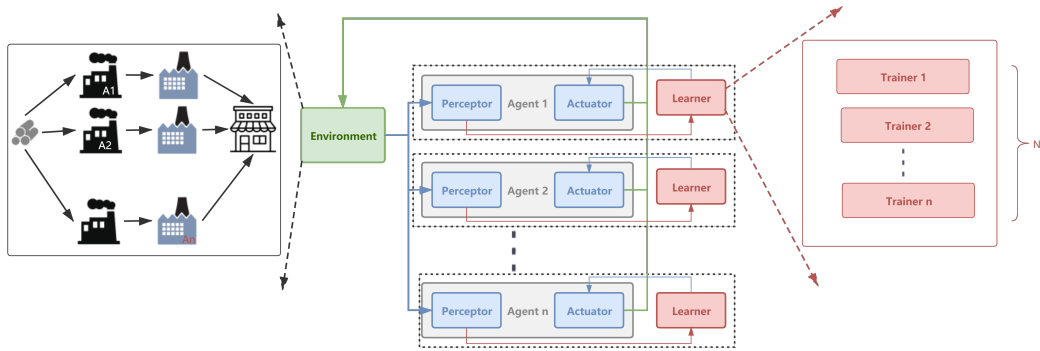 A1
A2
An
Environment
Perceptor
Agent 1
Actuator
Learner
Perceptor
Agent 2
Actuator
Learner
Perceptor
Agent n
Actuator
Learner
Trainer 1
Trainer 2
Trainer n
N